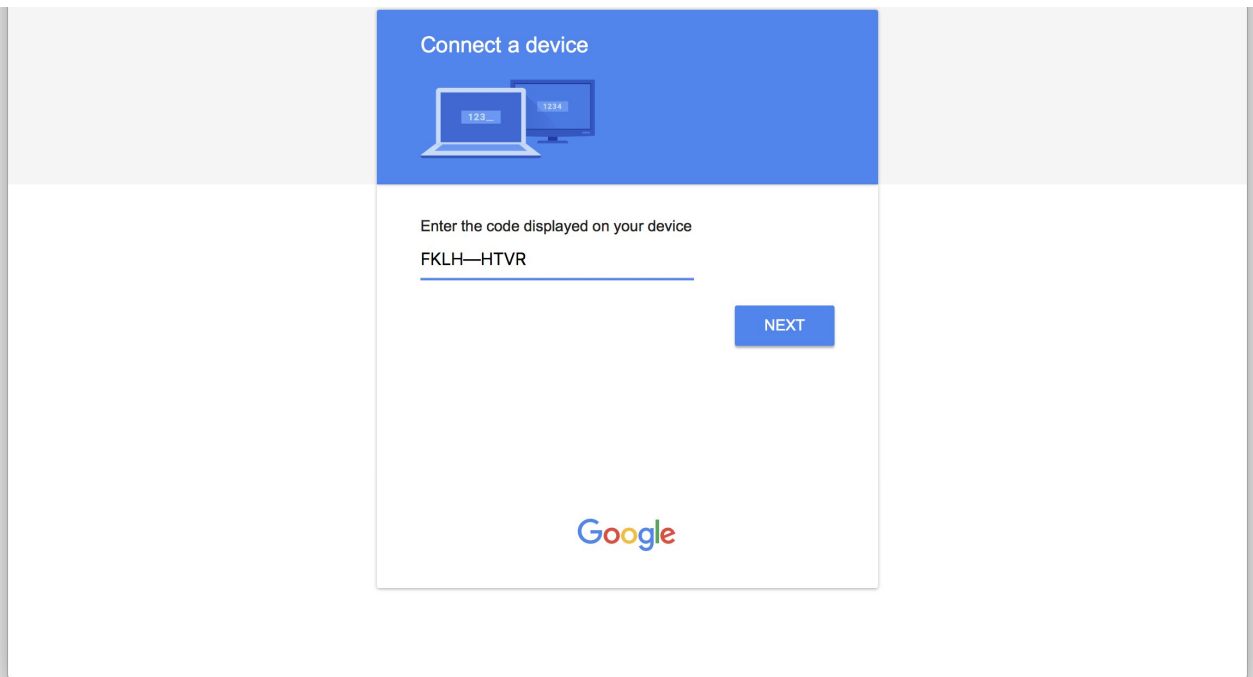 Connect a device
123_ 1234
Enter the code displayed on your device
FKLH—HTVR
NEXT
Google